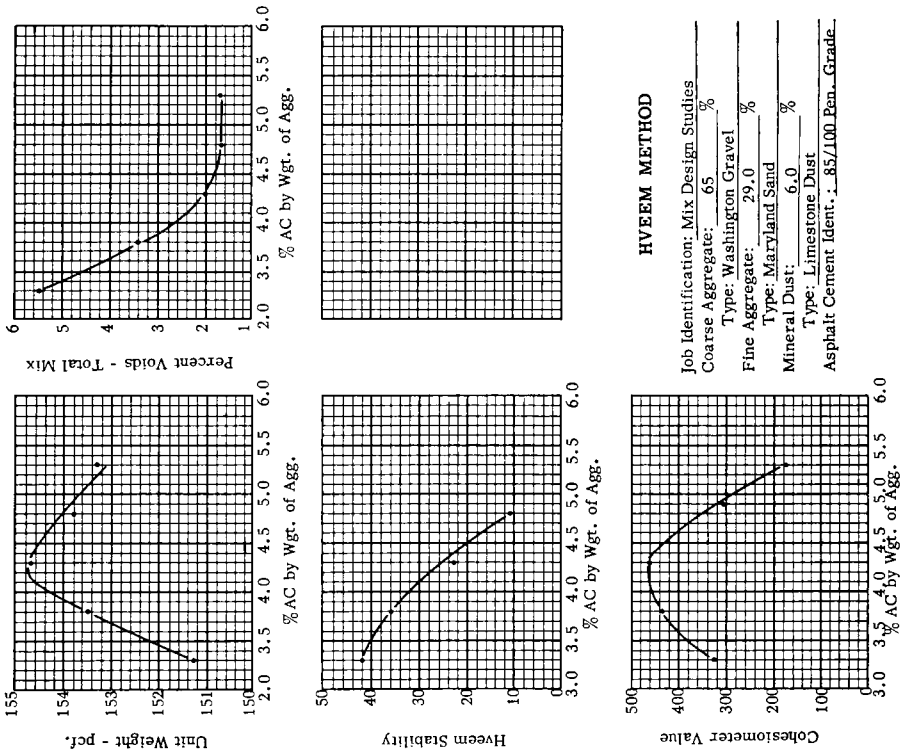 Unit Weight - pcf.
155
154
153
152
151
150
2.0 3.5 4.0 4.5 5.0 5.5 6.0
% AC by Wgt. of Agg.
Percent Voids - Total Mix
6
5
4
3
2
1
2.0 3.5 4.0 4.5 5.0 5.5 6.0
% AC by Wgt. of Agg.
Hveem Stability
50
40
30
20
10
0
3.0 3.5 4.0 4.5 5.0 5.5 6.0
% AC by Wgt. of Agg.
Cohesiometer Value
500
400
300
200
100
0
3.0 3.5 4.0 4.5 5.0 5.5 6.0
% AC by Wgt. of Agg.
HVEEM METHOD
Job Identification: Mix Design Studies
Coarse Aggregate: 65 %
Type: Washington Gravel
Fine Aggregate: 29.0 %
Type: Maryland Sand
Mineral Dust: 6.0 %
Type: Limestone Dust
Asphalt Cement Ident.: 85/100 Pen. Grade